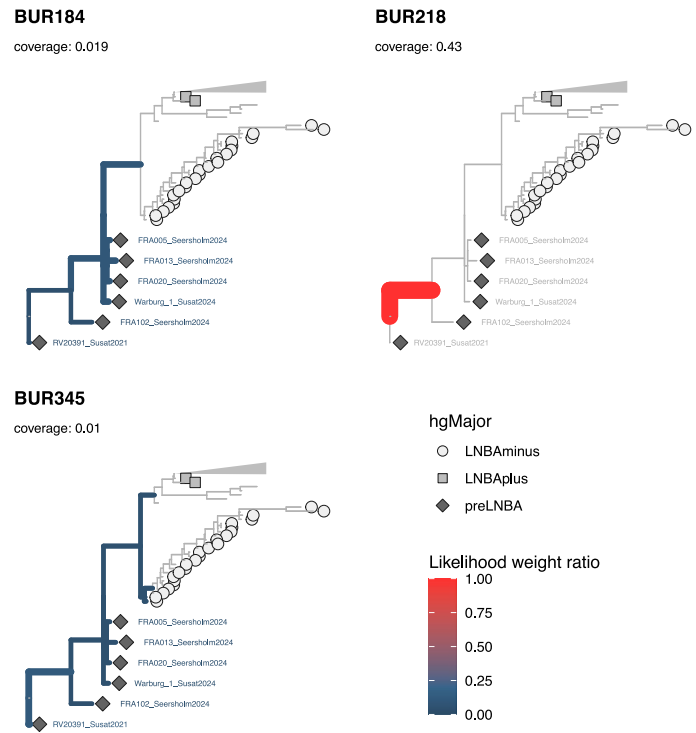 BUR184
coverage: 0.019
FRA005_Seersholm2024
FRA013_Seersholm2024
FRA020_Seersholm2024
Warburg_1_Susat2024
FRA102_Seersholm2024
RV20391_Susat2021
BUR218
coverage: 0.43
FRA005_Seersholm2024
FRA013_Seersholm2024
FRA020_Seersholm2024
Warburg_1_Susat2024
FRA102_Seersholm2024
RV20391_Susat2021
BUR345
coverage: 0.01
FRA005_Seersholm2024
FRA013_Seersholm2024
FRA020_Seersholm2024
Warburg_1_Susat2024
FRA102_Seersholm2024
RV20391_Susat2021
hgMajor
LNBAminus
LNBAplus
preLNBA
Likelihood weight ratio
1.00
0.75
0.50
0.25
0.00